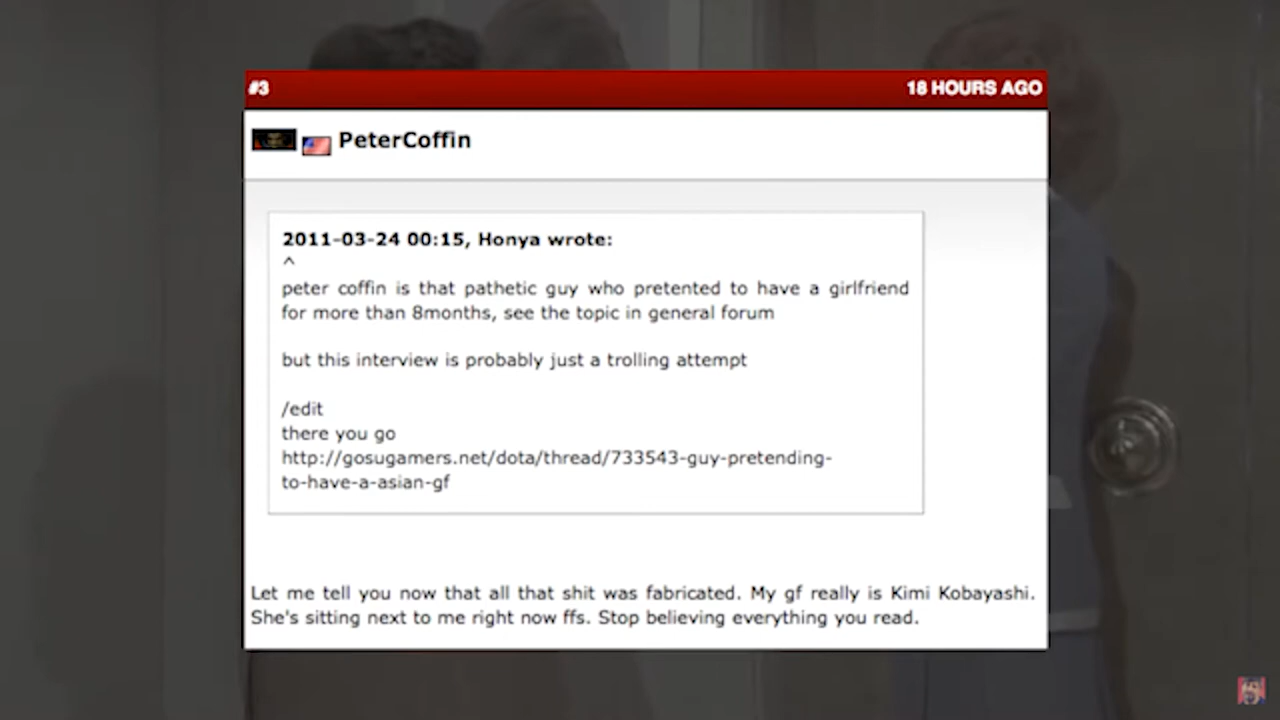 #3 18 HOURS AGO
PeterCoffin
2011-03-24 00:15, Honya wrote:
^
peter coffin is that pathetic guy who pretented to have a girlfriend
for more than 8months, see the topic in general forum
but this interview is probably just a trolling attempt
/edit
there you go
http://gosugamers.net/dota/thread/733543-guy-pretending-
to-have-a-asian-gf
Let me tell you now that all that shit was fabricated. My gf really is Kimi Kobayashi.
She's sitting next to me right now ffs. Stop believing everything you read.